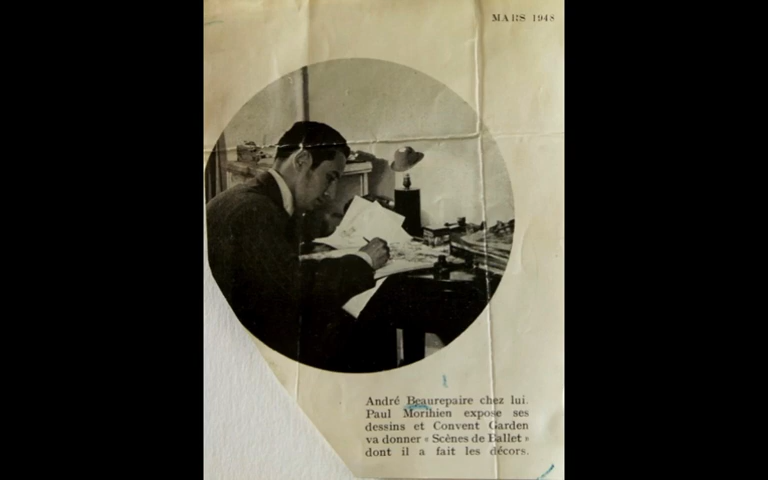 MARS 1948
André Beaurepaire chez lui.
Paul Morihien expose ses
dessins et Convent Garden
va donner « Scènes de Ballet »
dont il a fait les décors.